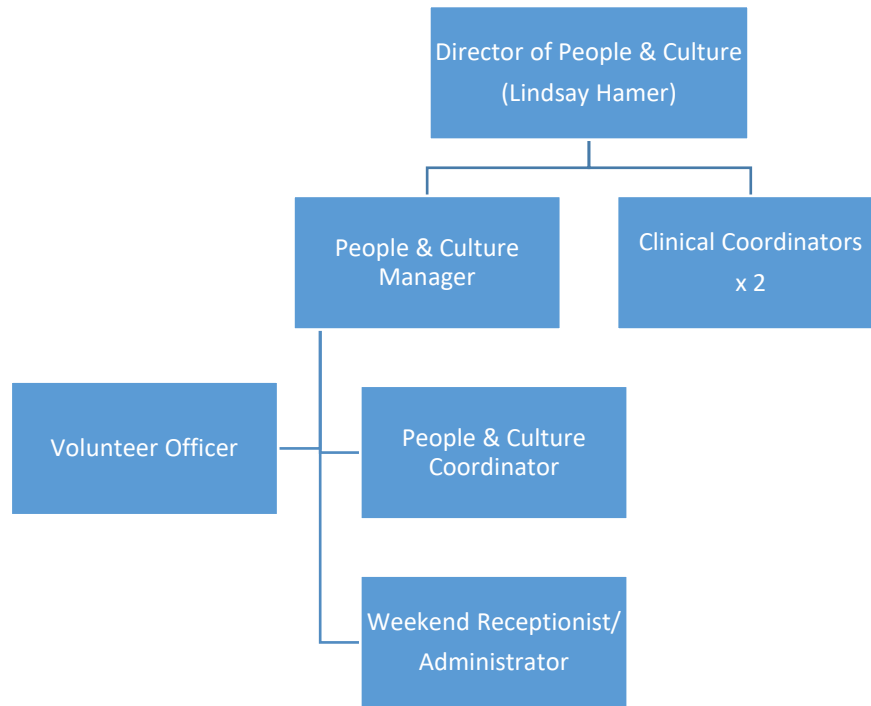 Director of People & Culture
(Lindsay Hamer)
People & Culture
Manager
Clinical Coordinators
x 2
Volunteer Officer
People & Culture
Coordinator
Weekend Receptionist/
Administrator